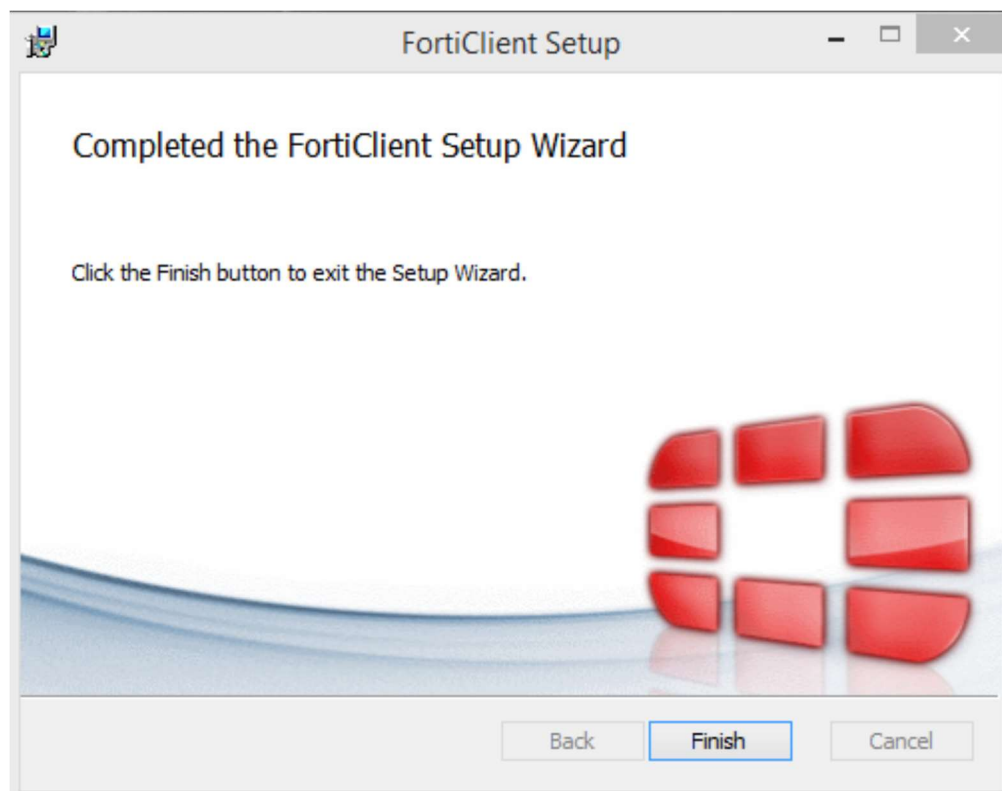 FortiClient Setup
Completed the FortiClient Setup Wizard
Click the Finish button to exit the Setup Wizard.
Back
Finish
Cancel